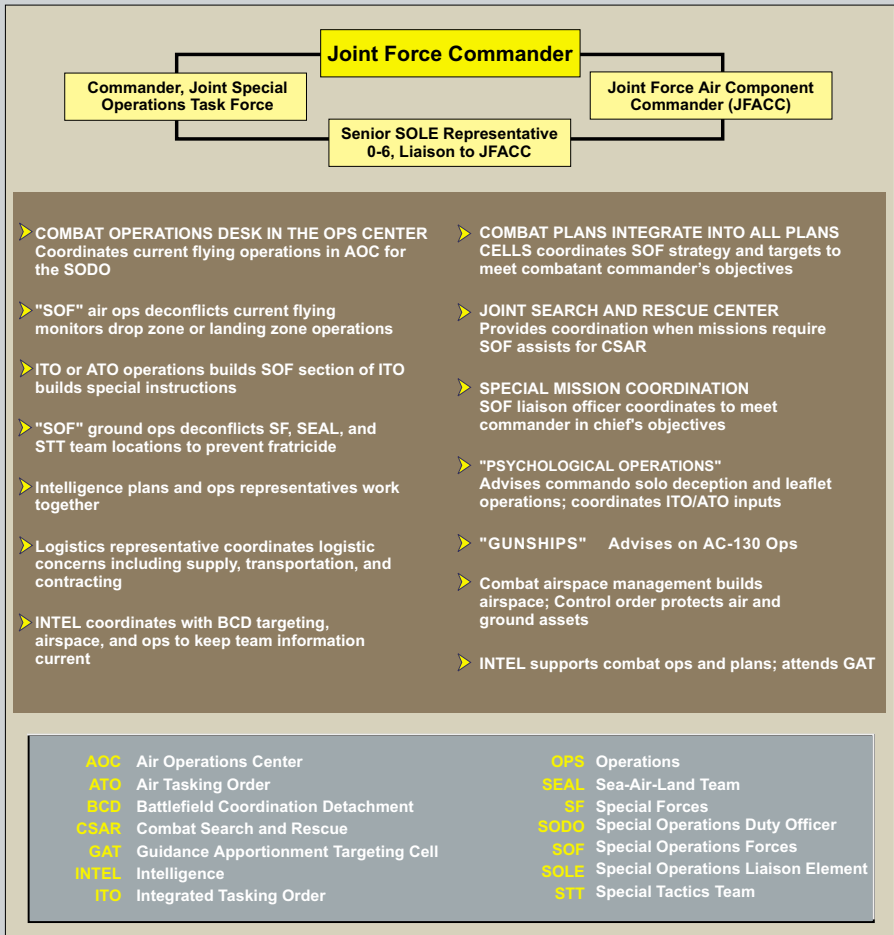 Joint Force Commander
Commander, Joint Special
Operations Task Force
Joint Force Air Component
Commander (JFACC)
Senior SOLE Representative
0-6, Liaison to JFACC
COMBAT OPERATIONS DESK IN THE OPS CENTER
Coordinates current flying operations in AOC for
the SODO
"SOF" air ops deconflicts current flying
monitors drop zone or landing zone operations
ITO or ATO operations builds SOF section of ITO
builds special instructions
"SOF" ground ops deconflicts SF, SEAL, and
STT team locations to prevent fratricide
Intelligence plans and ops representatives work
together
Logistics representative coordinates logistic
concerns including supply, transportation, and
contracting
INTEL coordinates with BCD targeting,
airspace, and ops to keep team information
current
COMBAT PLANS INTEGRATE INTO ALL PLANS
CELLS coordinates SOF strategy and targets to
meet combatant commander's objectives
JOINT SEARCH AND RESCUE CENTER
Provides coordination when missions require
SOF assists for CSAR
SPECIAL MISSION COORDINATION
SOF liaison officer coordinates to meet
commander in chief's objectives
"PSYCHOLOGICAL OPERATIONS"
Advises commando solo deception and leaflet
operations; coordinates ITO/ATO inputs
"GUNSHIPS" Advises on AC-130 Ops
Combat airspace management builds
airspace; Control order protects air and
ground assets
INTEL supports combat ops and plans; attends GAT
AOC Air Operations Center
ATO Air Tasking Order
BCD Battlefield Coordination Detachment
CSAR Combat Search and Rescue
GAT Guidance Apportionment Targeting Cell
INTEL Intelligence
ITO Integrated Tasking Order
OPS Operations
SEAL Sea-Air-Land Team
SF Special Forces
SODO Special Operations Duty Officer
SOF Special Operations Forces
SOLE Special Operations Liaison Element
STT Special Tactics Team